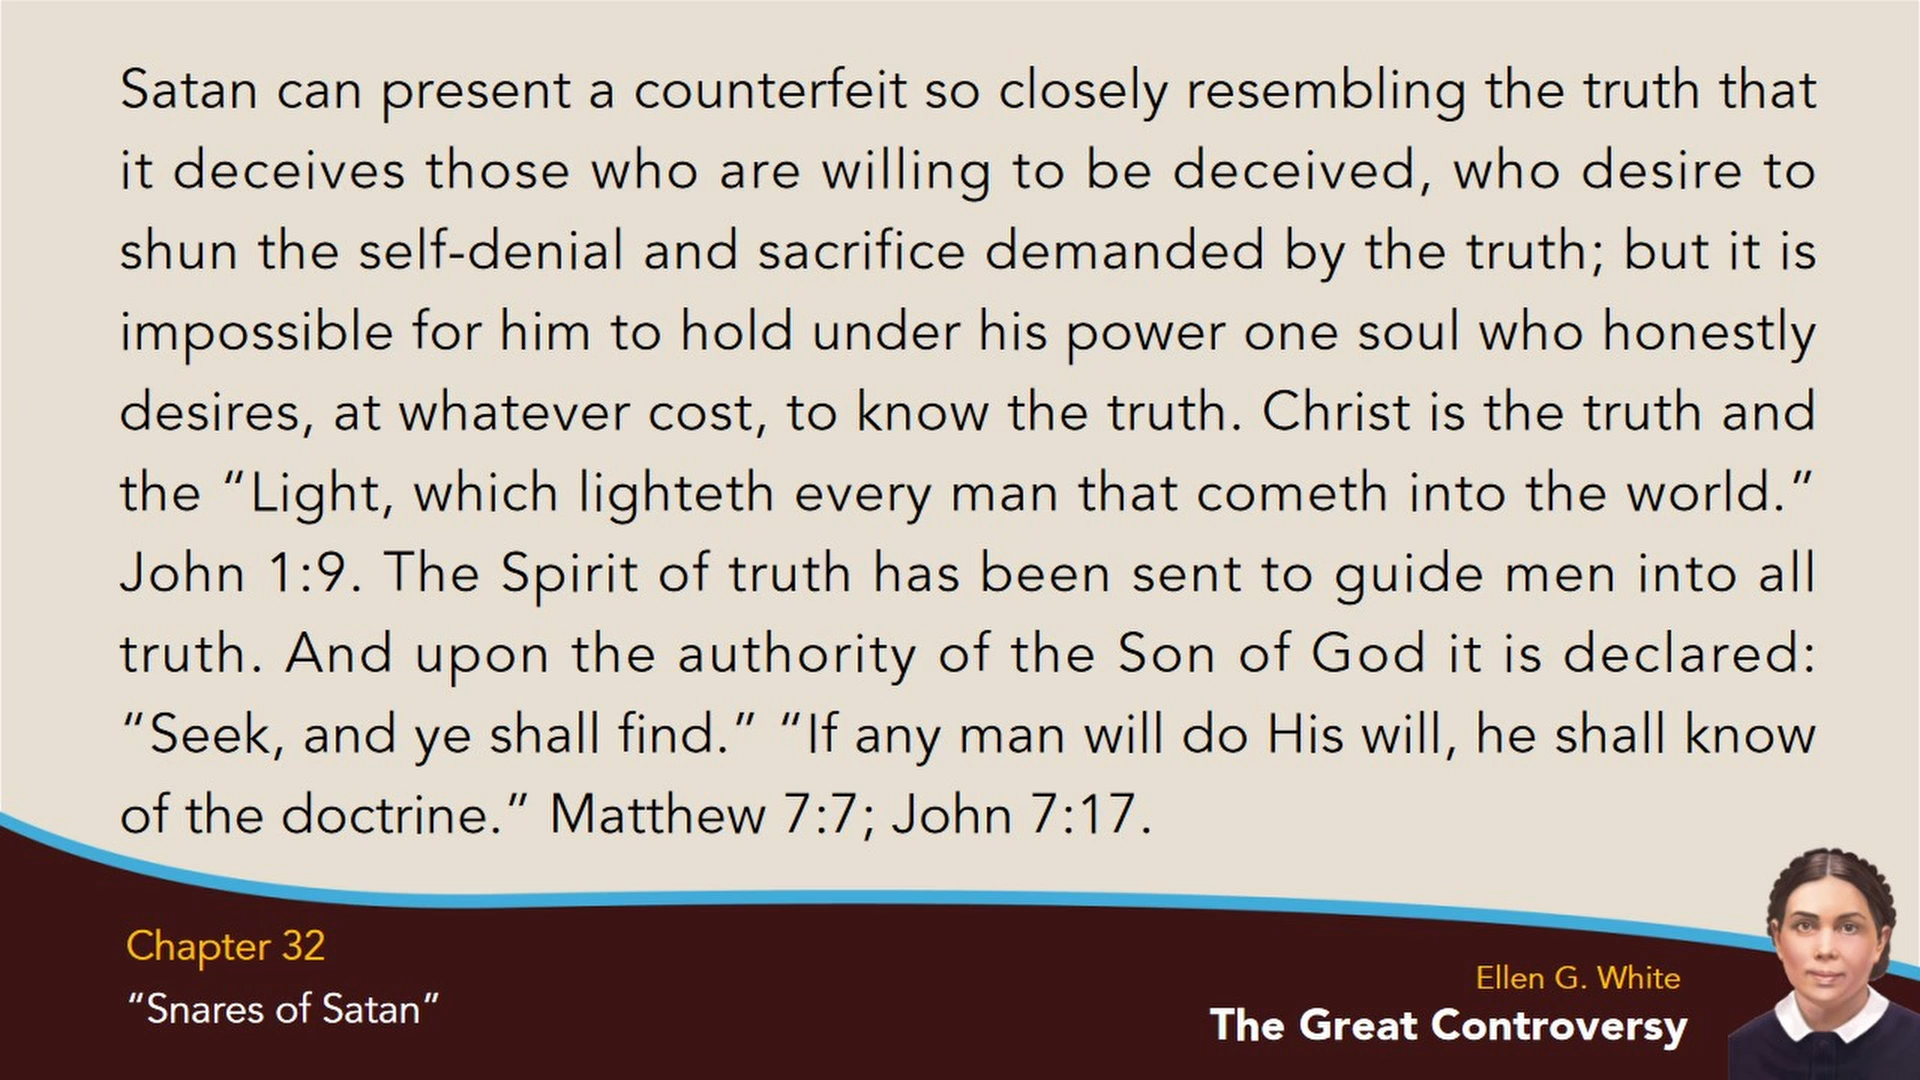 Satan can present a counterfeit so closely resembling the truth that
it deceives those who are willing to be deceived, who desire to
shun the self-denial and sacrifice demanded by the truth; but it is
impossible for him to hold under his power one soul who honestly
desires, at whatever cost, to know the truth. Christ is the truth and
the “Light, which lighteth every man that cometh into the world.”
John 1:9. The Spirit of truth has been sent to guide men into all
truth. And upon the authority of the Son of God it is declared:
“Seek, and ye shall find.” “If any man will do His will, he shall know
of the doctrine.” Matthew 7:7; John 7:17.
Chapter 32
“Snares of Satan”
Ellen G. White
The Great Controversy